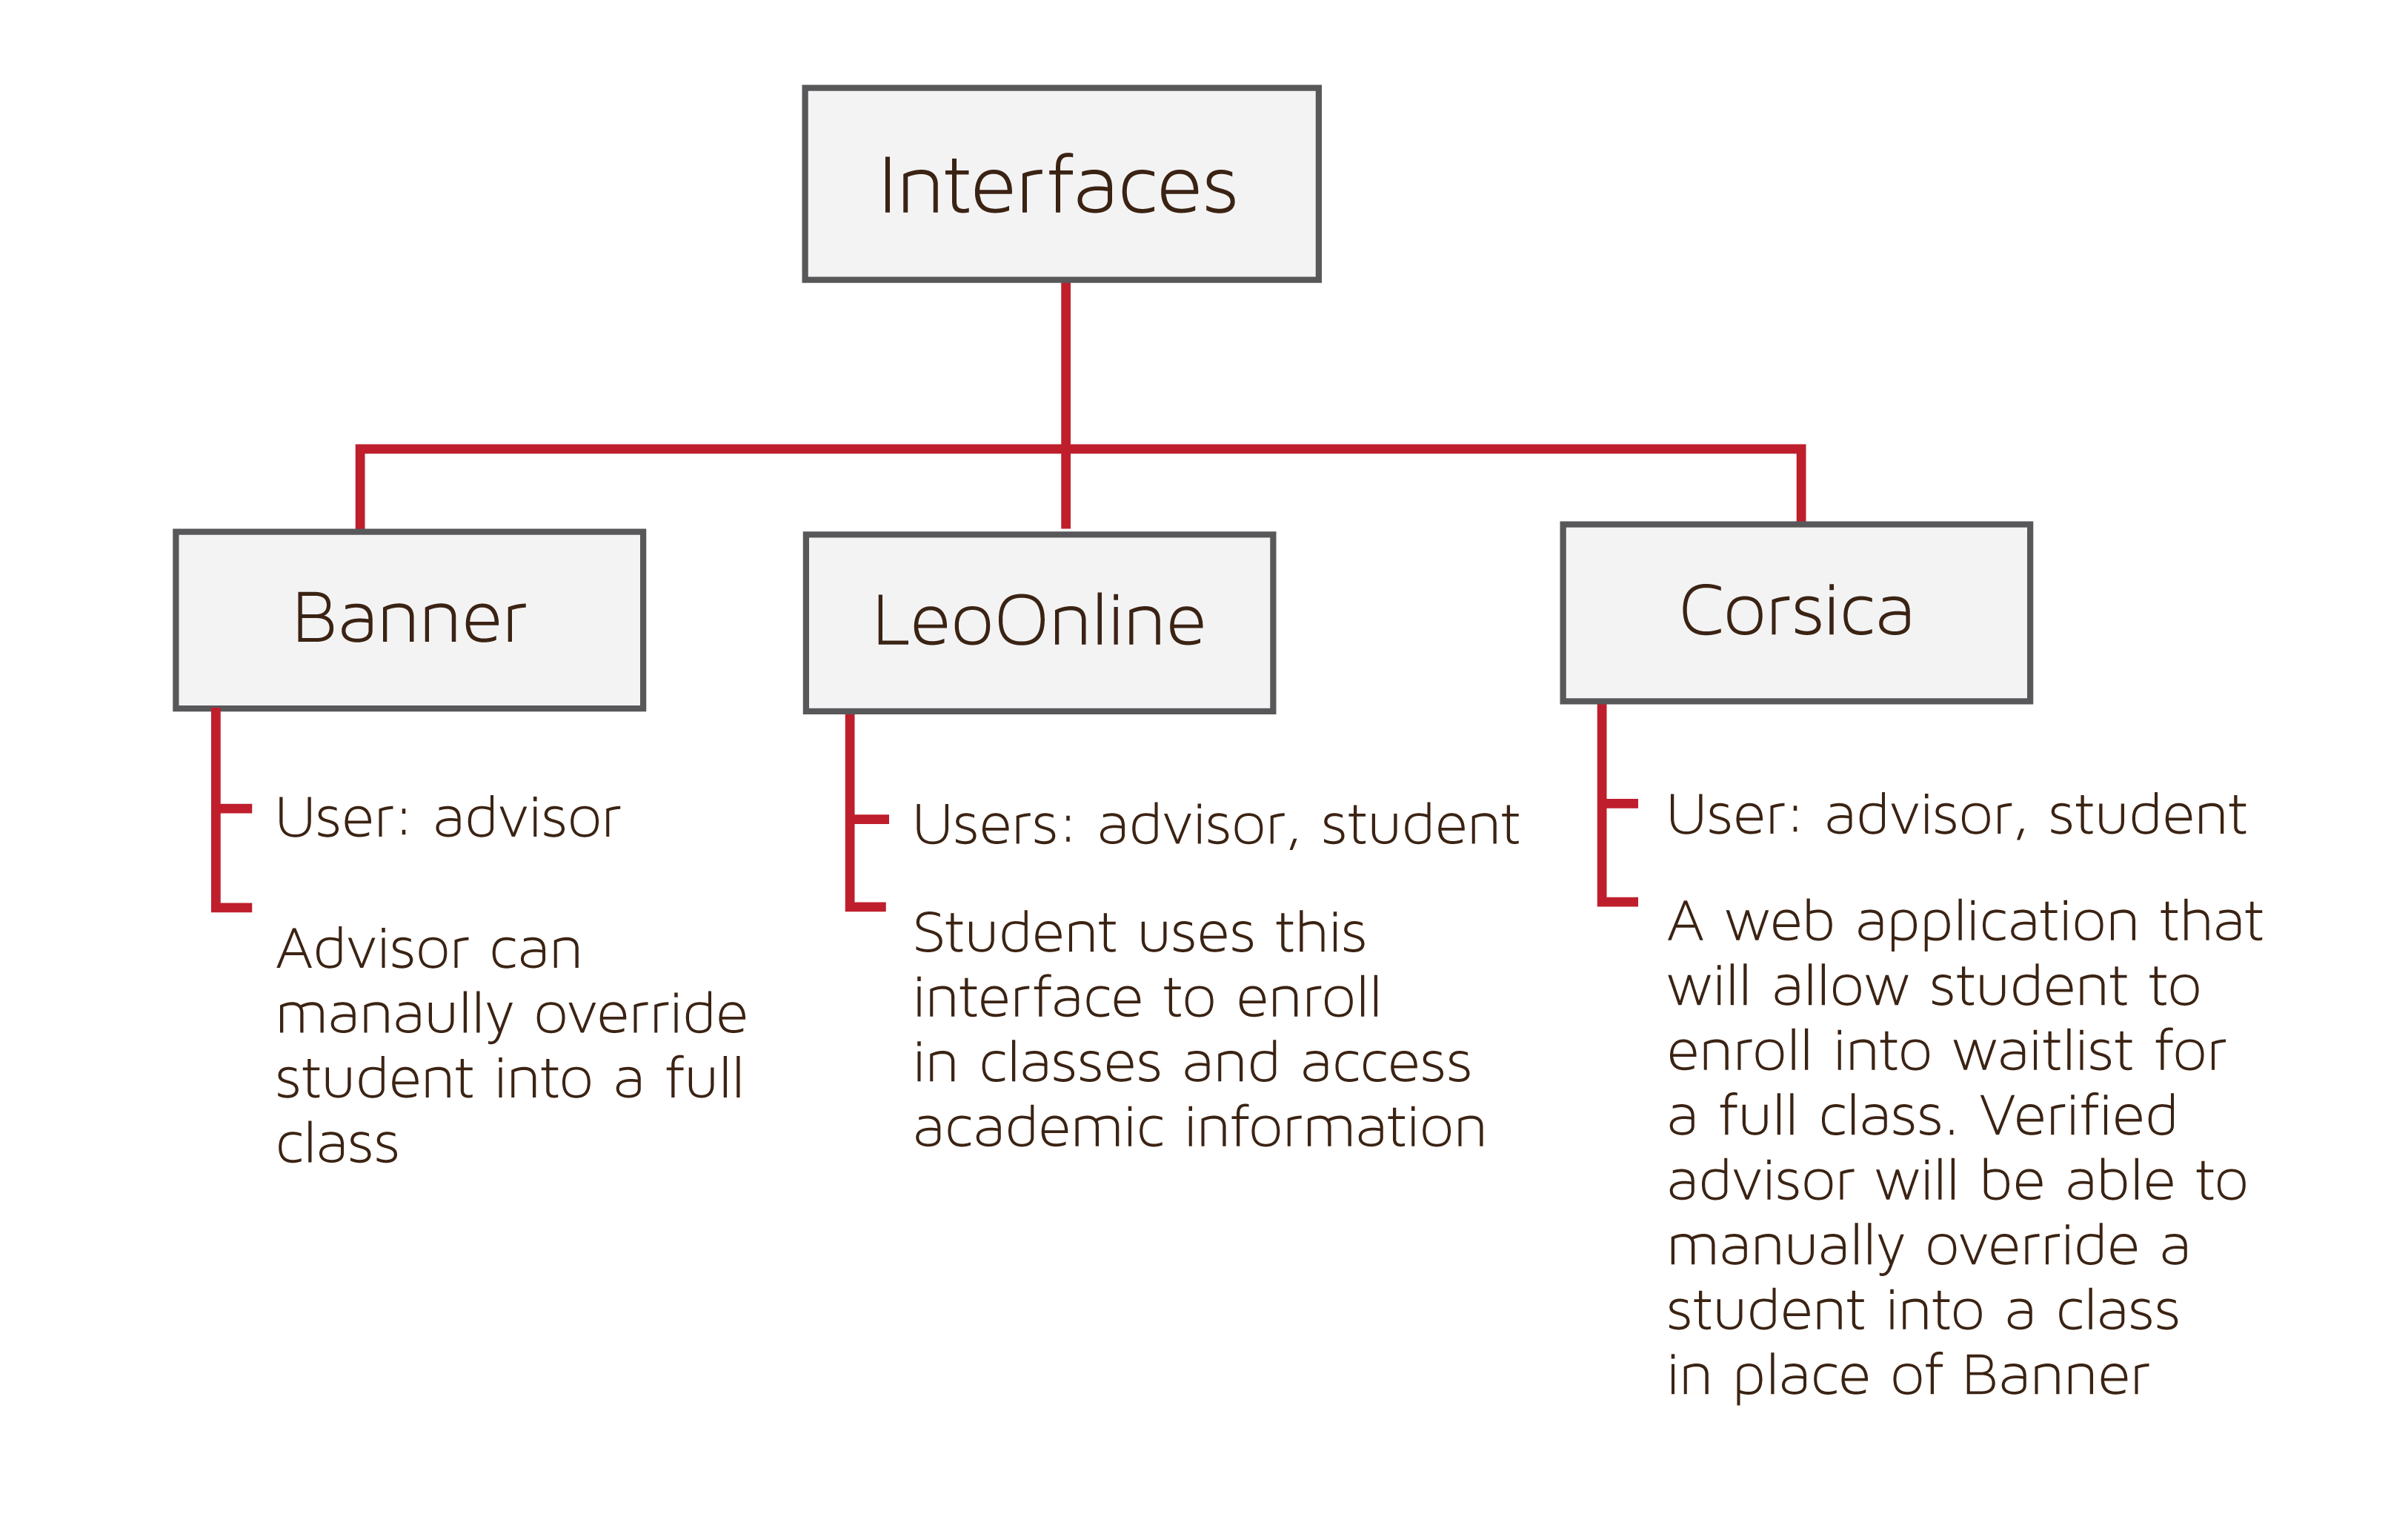 Interfaces
Banner
LeoOnline
Corsica
User: advisor
Advisor can
manaully override
student into a full
class
Users: advisor, student
Student uses this
interface to enroll
in classes and access
academic information
User: advisor, student
A web application that
will allow student to
enroll into waitlist for
a full class. Verified
advisor will be able to
manually override a
student into a class
in place of Banner